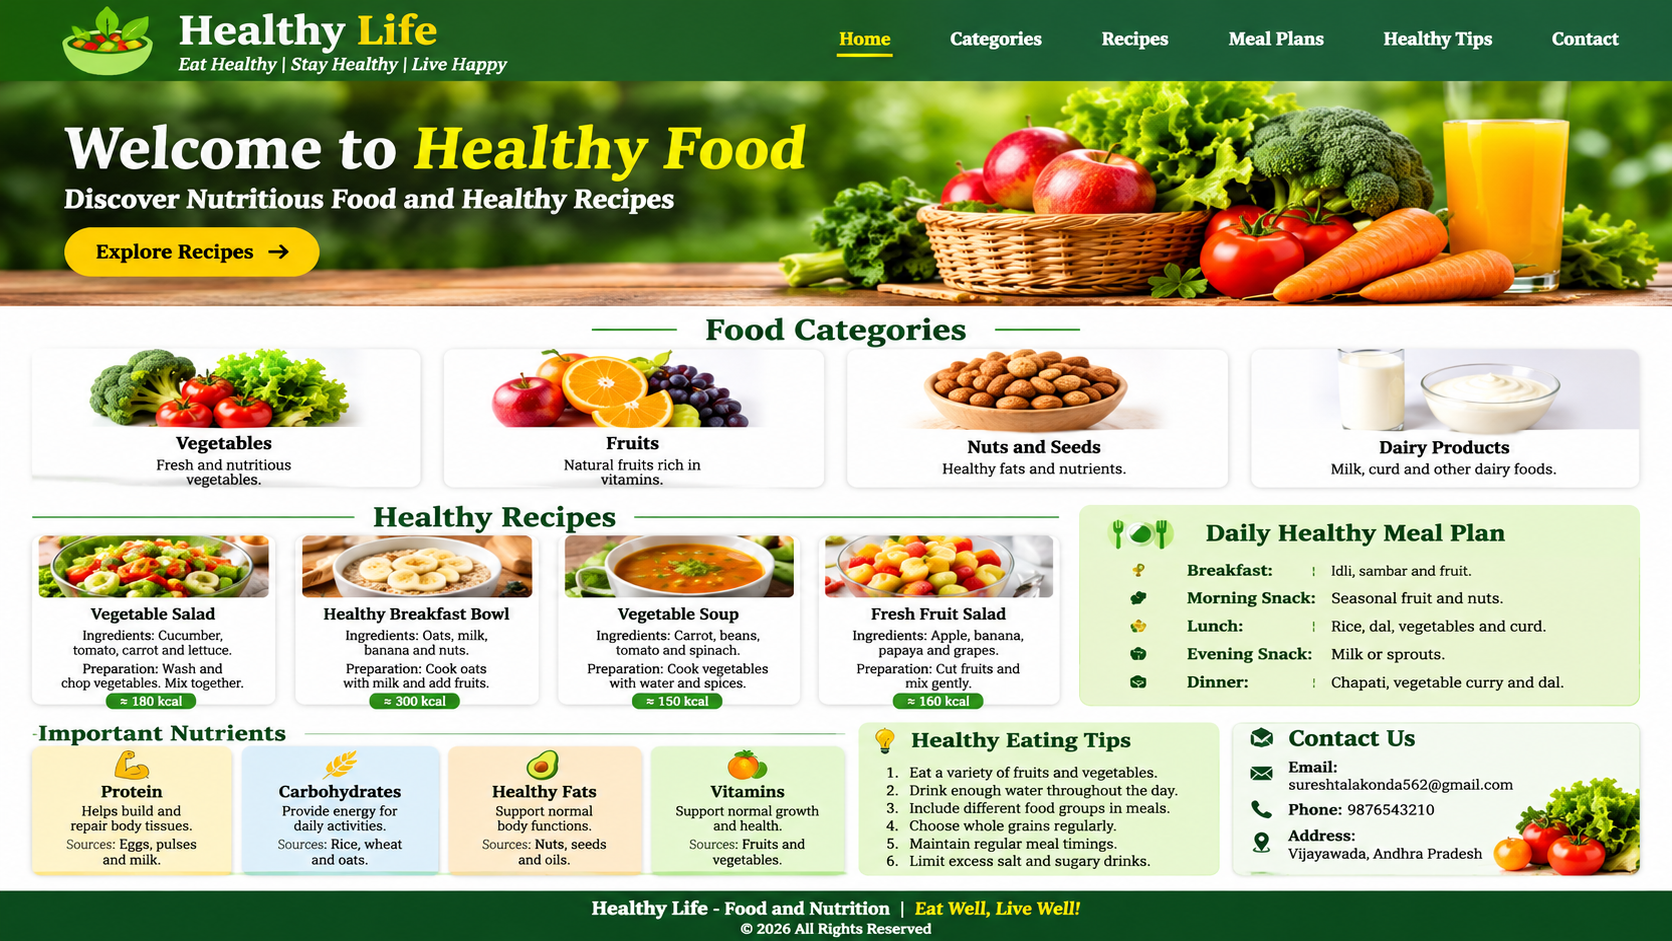 Healthy Life
Eat Healthy | Stay Healthy | Live Happy
Home
Categories
Recipes
Meal Plans
Healthy Tips
Contact
Welcome to Healthy Food
Discover Nutritious Food and Healthy Recipes
Explore Recipes →
Food Categories
Vegetables
Fresh and nutritious
vegetables.
Fruits
Natural fruits rich in
vitamins.
Nuts and Seeds
Healthy fats and nutrients.
Dairy Products
Milk, curd and other dairy foods.
Healthy Recipes
Vegetable Salad
Ingredients: Cucumber,
tomato, carrot and lettuce.
Preparation: Wash and
chop vegetables. Mix together.
≈ 180 kcal
Healthy Breakfast Bowl
Ingredients: Oats, milk,
banana and nuts.
Preparation: Cook oats
with milk and add fruits.
≈ 300 kcal
Vegetable Soup
Ingredients: Carrot, beans,
tomato and spinach.
Preparation: Cook vegetables
with water and spices.
≈ 150 kcal
Fresh Fruit Salad
Ingredients: Apple, banana,
papaya and grapes.
Preparation: Cut fruits and
mix gently.
≈ 160 kcal
Daily Healthy Meal Plan
Breakfast: Idli, sambar and fruit.
Morning Snack: Seasonal fruit and nuts.
Lunch: Rice, dal, vegetables and curd.
Evening Snack: Milk or sprouts.
Dinner: Chapati, vegetable curry and dal.
Important Nutrients
Protein
Helps build and
repair body tissues.
Sources: Eggs, pulses
and milk.
Carbohydrates
Provide energy for
daily activities.
Sources: Rice, wheat
and oats.
Healthy Fats
Support normal
body functions.
Sources: Nuts, seeds
and oils.
Vitamins
Support normal growth
and health.
Sources: Fruits and
vegetables.
Healthy Eating Tips
1. Eat a variety of fruits and vegetables.
2. Drink enough water throughout the day.
3. Include different food groups in meals.
4. Choose whole grains regularly.
5. Maintain regular meal timings.
6. Limit excess salt and sugary drinks.
Contact Us
Email:
sureshtalakonda562@gmail.com
Phone: 9876543210
Address:
Vijayawada, Andhra Pradesh
Healthy Life - Food and Nutrition | Eat Well, Live Well!
© 2026 All Rights Reserved